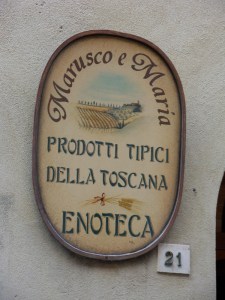 Marusco e Maria
PRODOTTI TIPICI
DELLA TOSCANA
ENOTECA
21